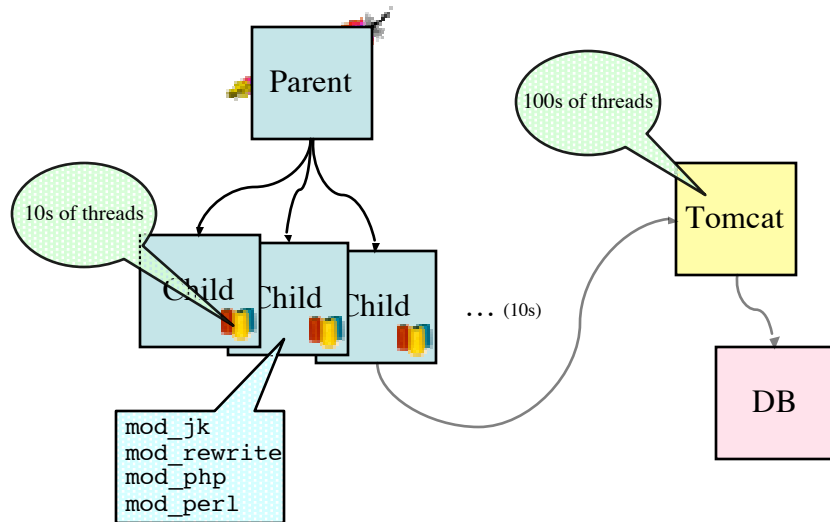 Parent
100s of threads
10s of threads
Tomcat
Child
Child
Child
... (10s)
DB
mod_jk
mod_rewrite
mod_php
mod_perl